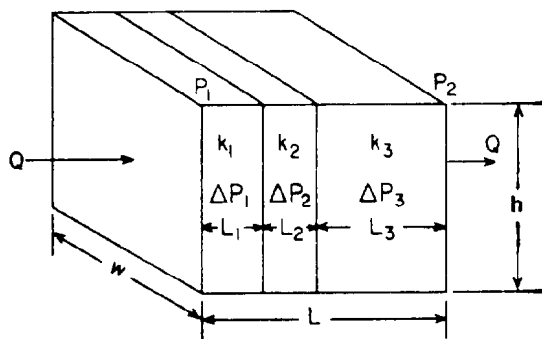 P₁ P₂
k₁ k₂ k₃
Q Q
ΔP₁ ΔP₂ ΔP₃
h
L₁ L₂ L₃
w
L